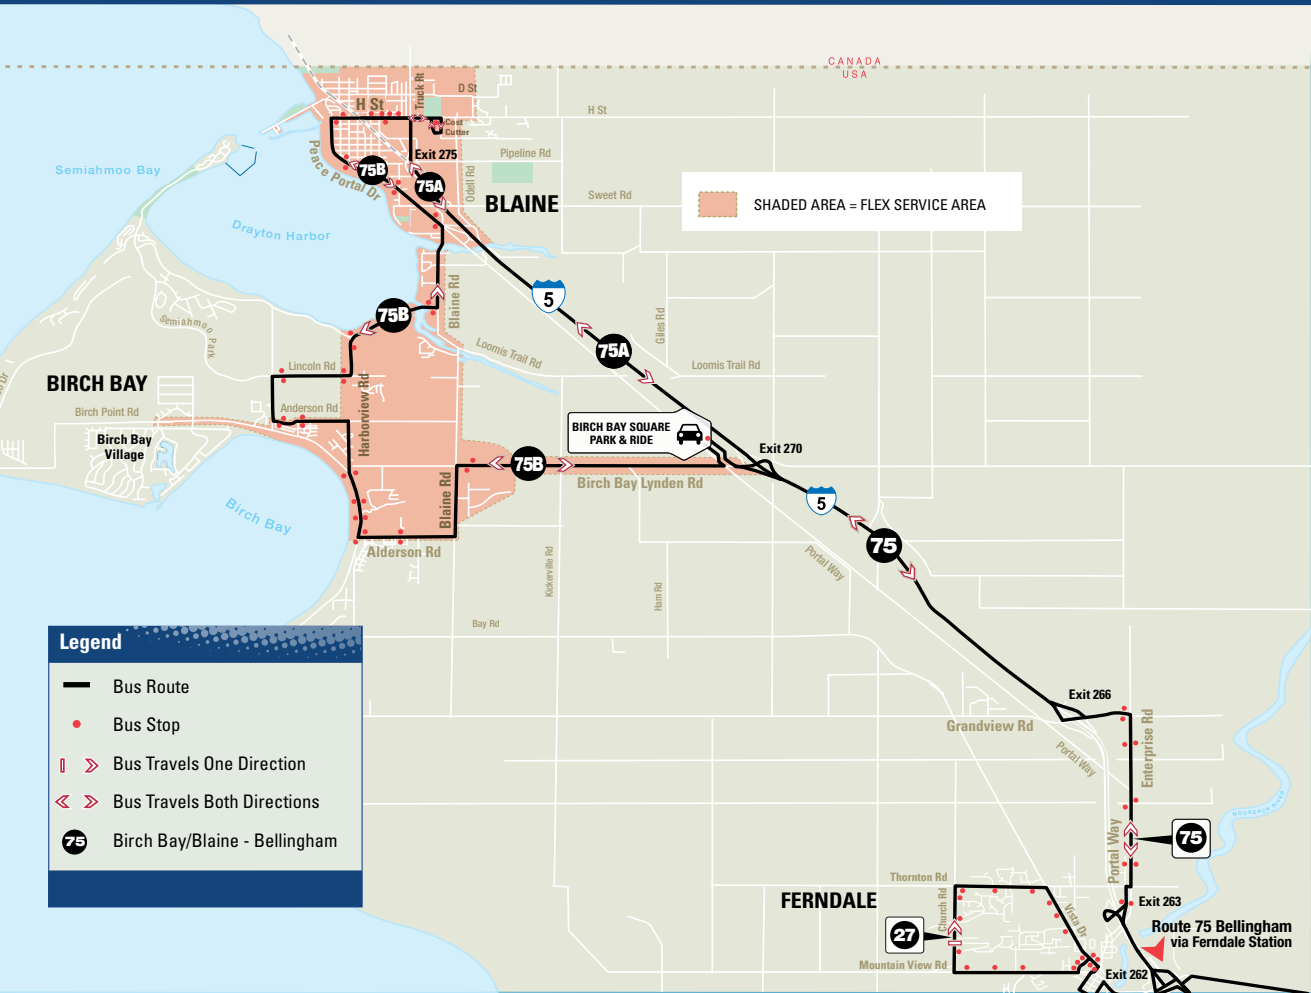 CANADA
USA
D St
Truck Rt
H St
H St
Cost
Cutter
Exit 275
Pipeline Rd
Peace Portal Dr
75B
75A
Odell Rd
Sweet Rd
BLAINE
SHADED AREA = FLEX SERVICE AREA
Semiahmoo Bay
Drayton Harbor
Blaine Rd
5
75B
Semiahmoo Park
Giles Rd
75A
Loomis Trail Rd
Loomis Trail Rd
Lincoln Rd
BIRCH BAY
Harborview Rd
Anderson Rd
Birch Point Rd
Birch Bay
Village
BIRCH BAY SQUARE
PARK & RIDE
Exit 270
75B
Birch Bay Lynden Rd
Blaine Rd
5
Birch Bay
75
Alderson Rd
Portal Way
Kickerville Rd
Ham Rd
Bay Rd
Legend
Bus Route
Bus Stop
Bus Travels One Direction
Bus Travels Both Directions
75
Birch Bay/Blaine - Bellingham
Exit 266
Grandview Rd
Portal Way
Enterprise Rd
NOOKSACK RIVER
Portal Way
75
Thornton Rd
FERNDALE
Church Rd
Vista Dr
Exit 263
27
Route 75 Bellingham
via Ferndale Station
Mountain View Rd
Exit 262